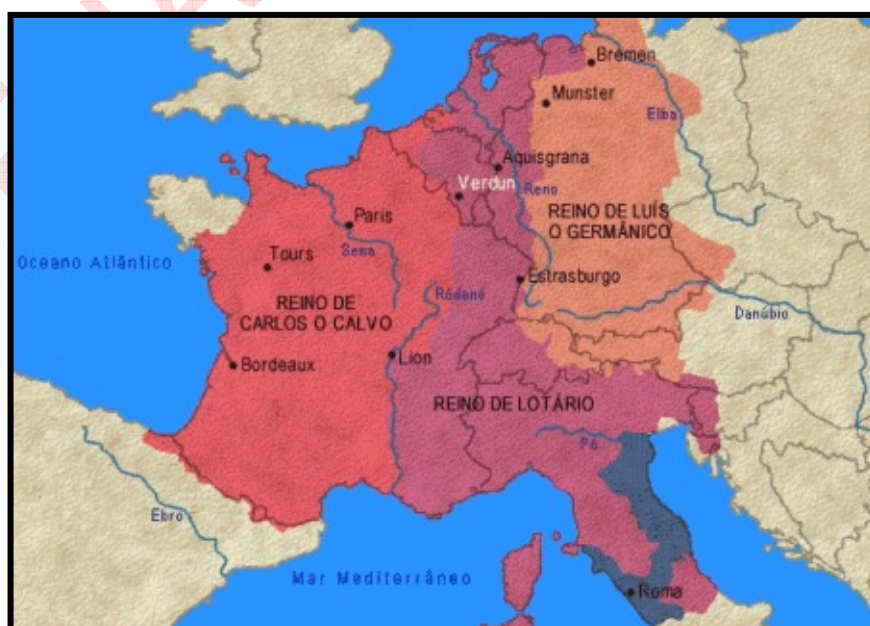 Bremen
Munster
Elba
Aquisgrana
Verdun
Reno
REINO DE LUÍS
O GERMÂNICO
Paris
Sena
Tours
Oceano Atlântico
Estrasburgo
Ródano
REINO DE
CARLOS O CALVO
Danúbio
Lion
Bordeaux
REINO DE LOTÁRIO
Pó
Ebro
Mar Mediterrâneo
Roma